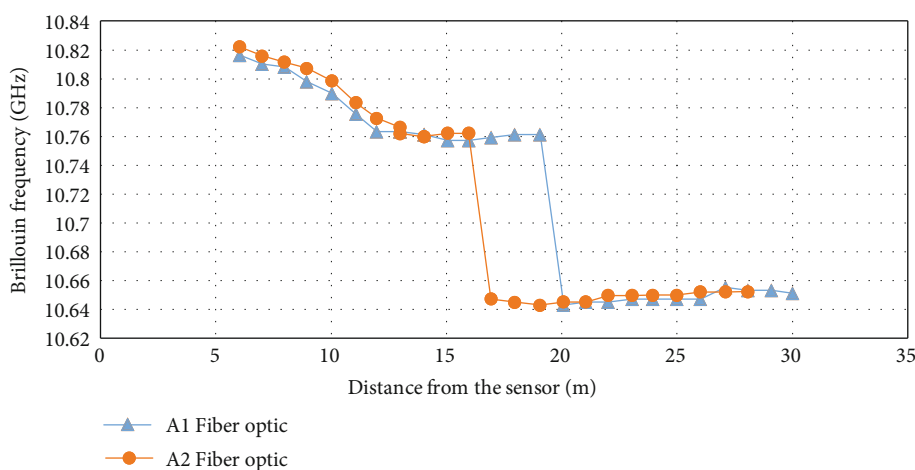 10.84
10.82
10.8
10.78
10.76
10.74
10.72
10.7
10.68
10.66
10.64
10.62
Brillouin frequency (GHz)
0 5 10 15 20 25 30 35
Distance from the sensor (m)
A1 Fiber optic
A2 Fiber optic